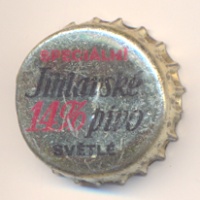 SPECIÁLNÍ
Jihlavské
14% pivo
SVĚTLÉ